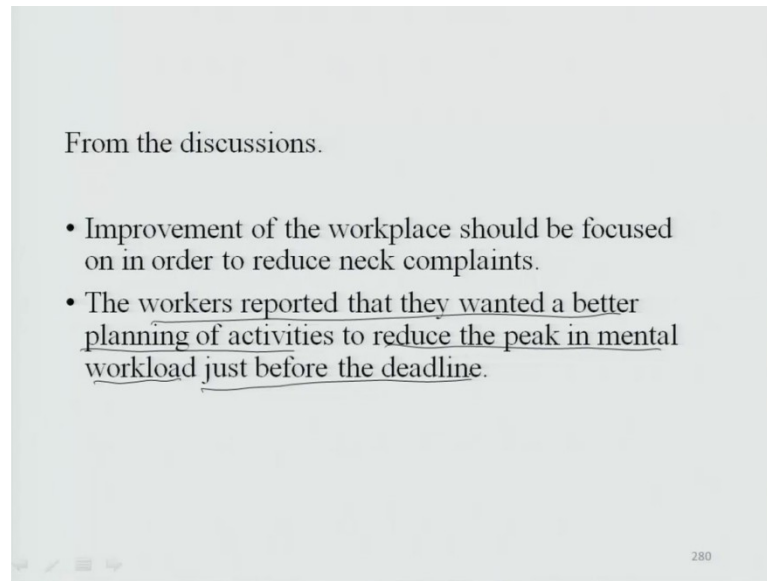 From the discussions.
• Improvement of the workplace should be focused
on in order to reduce neck complaints.
• The workers reported that they wanted a better
planning of activities to reduce the peak in mental
workload just before the deadline.
280